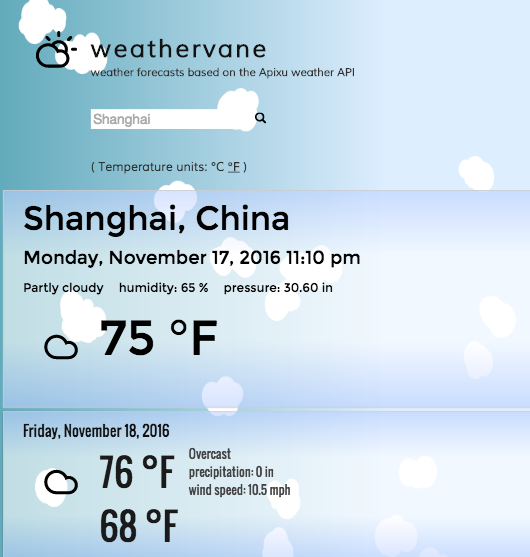 weathervane
weather forecasts based on the Apixu weather API
Shanghai
( Temperature units: °C °F )
Shanghai, China
Monday, November 17, 2016 11:10 pm
Partly cloudy humidity: 65 % pressure: 30.60 in
75 °F
Friday, November 18, 2016
76 °F
Overcast
precipitation: 0 in
wind speed: 10.5 mph
68 °F